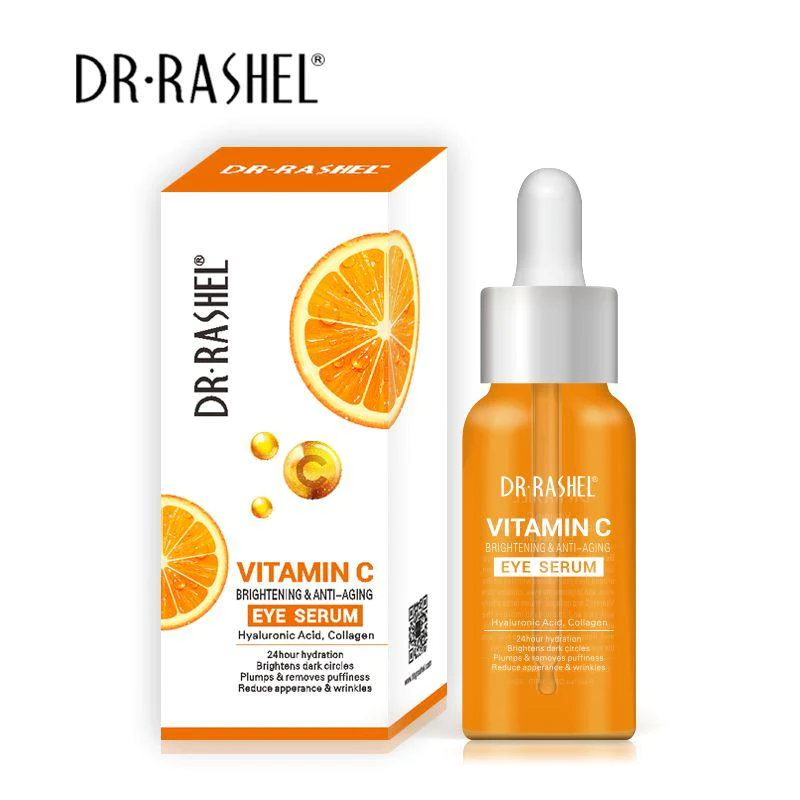 DR·RASHEL®
DR·RASHEL™
DR·RASHEL®
C
VITAMIN C
BRIGHTENING & ANTI-AGING
EYE SERUM
Hyaluronic Acid, Collagen
24hour hydration
Brightens dark circles
Plumps & removes puffiness
Reduce apperance & wrinkles
DR·RASHEL®
VITAMIN C
BRIGHTENING & ANTI-AGING
EYE SERUM
Hyaluronic Acid, Collagen
24hour hydration
Brightens dark circles
Plumps & removes puffiness
Reduce apperance & wrinkles